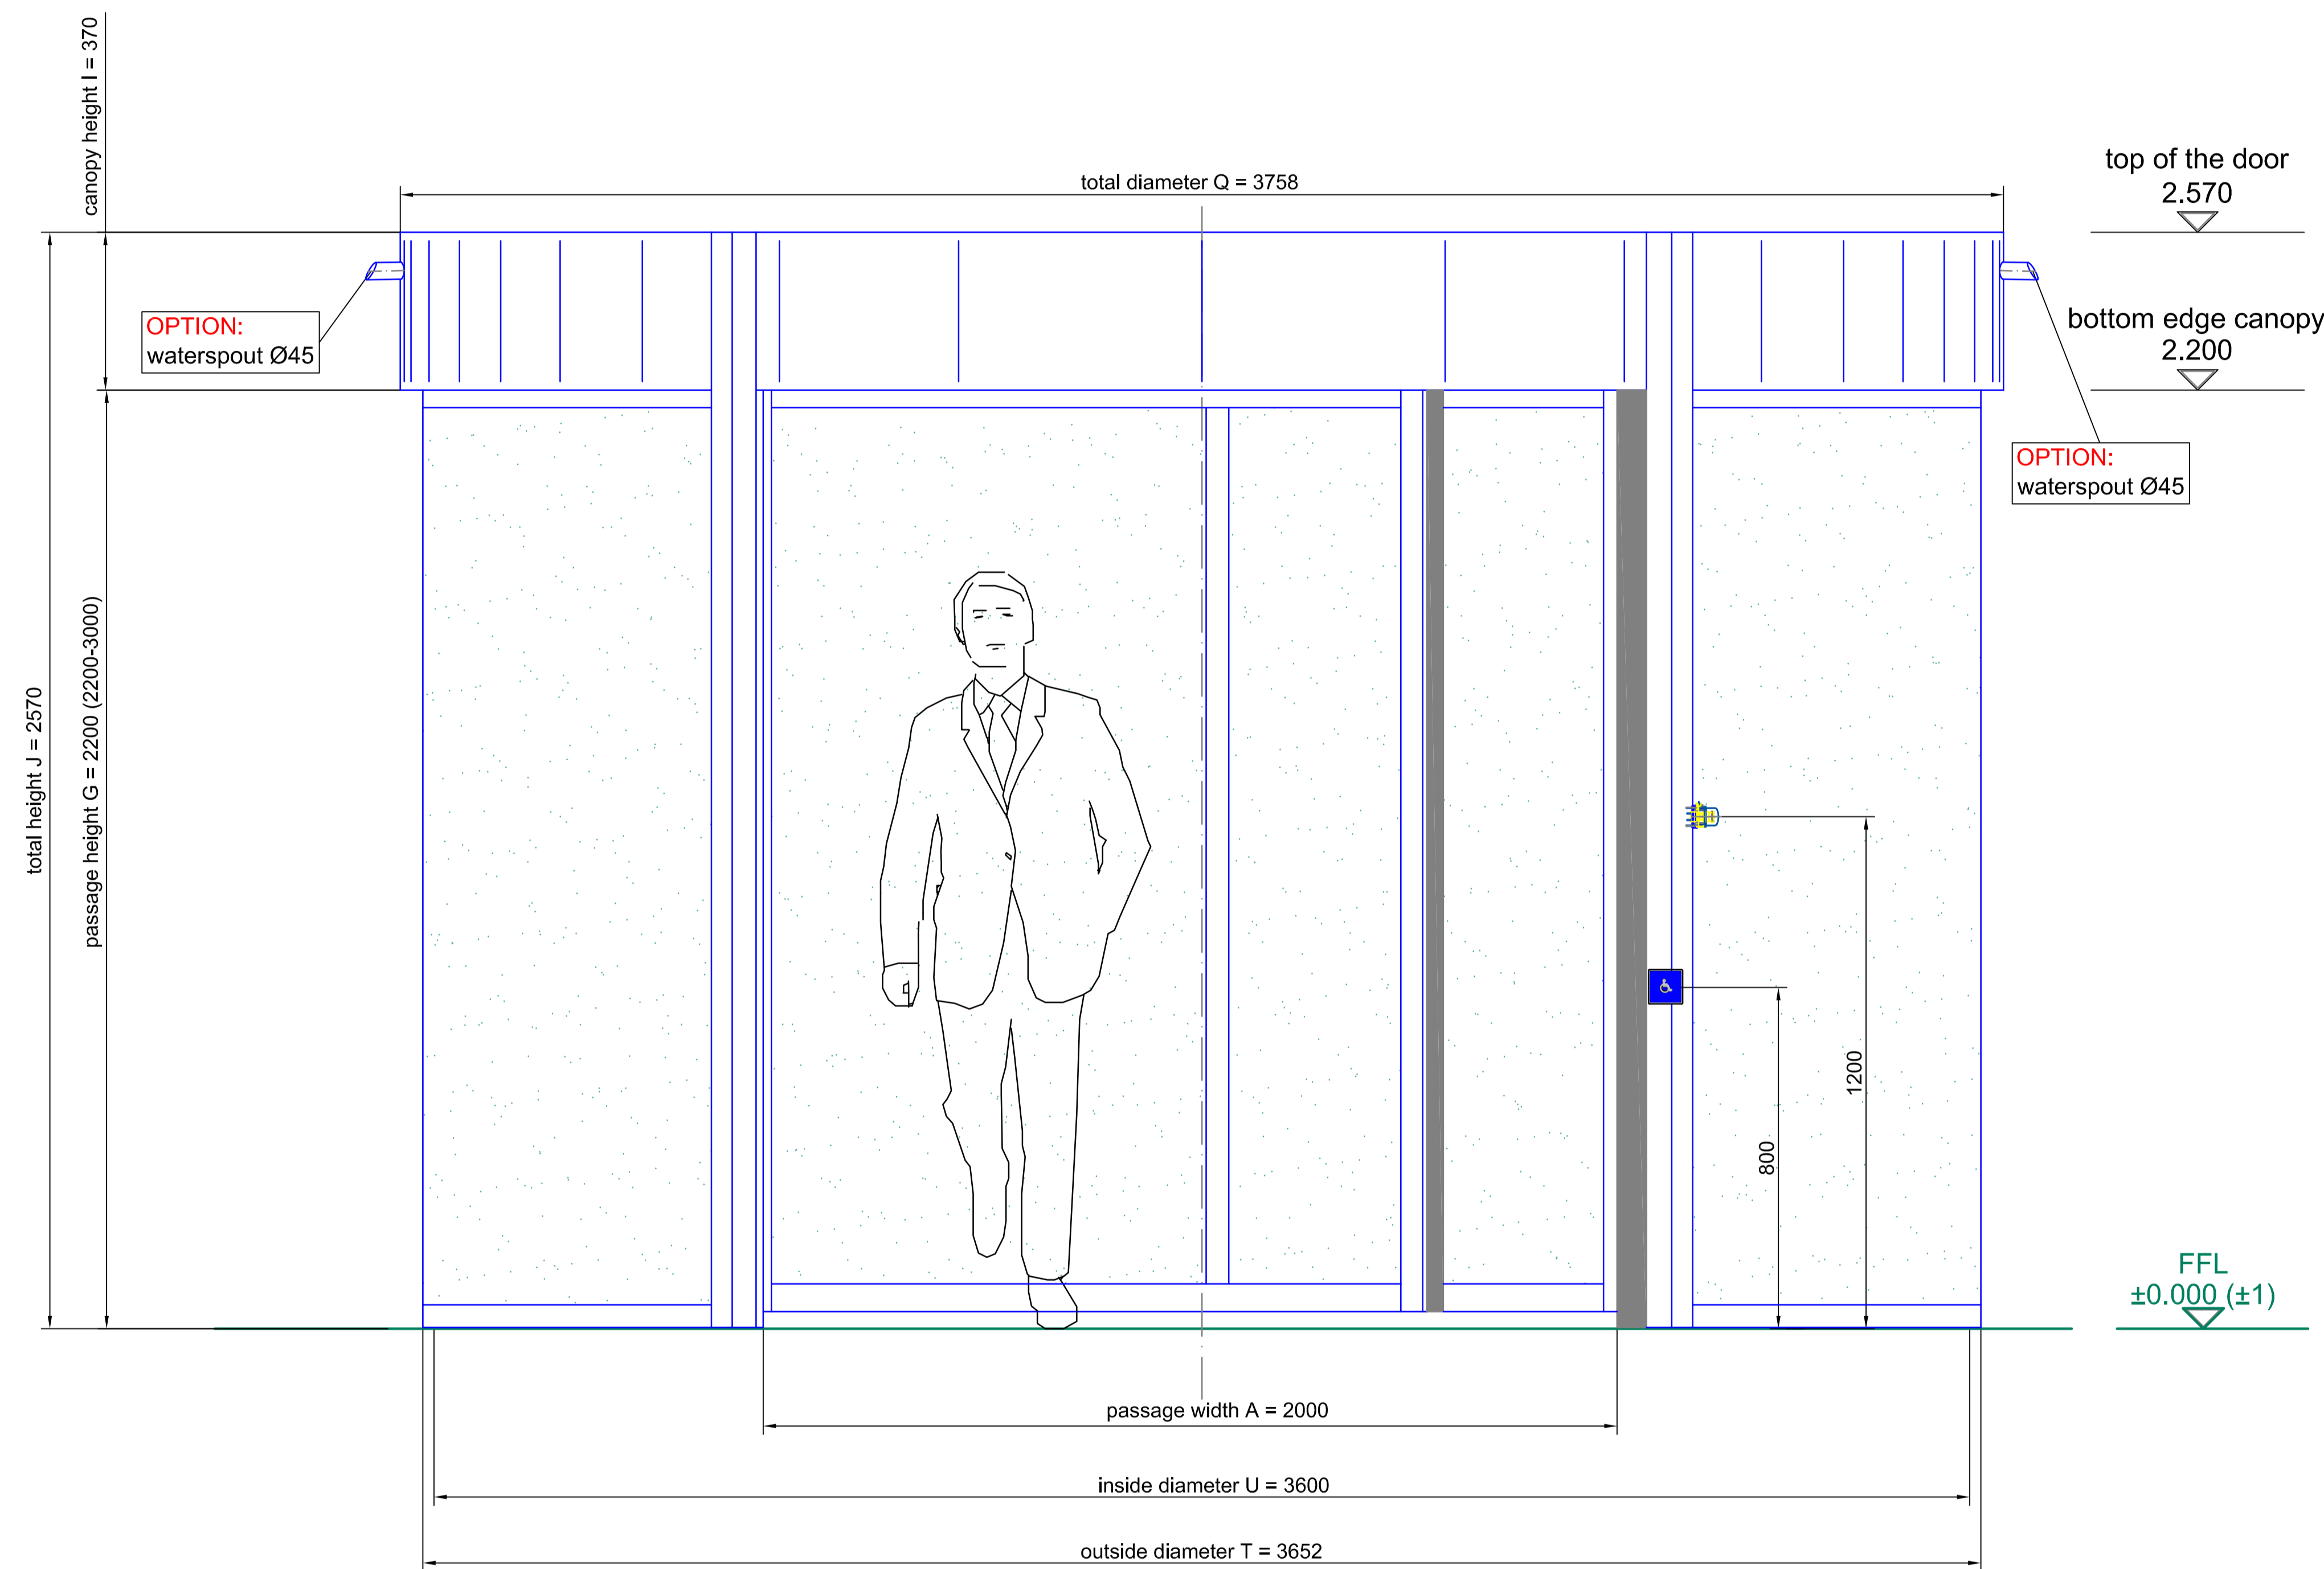 canopy height I = 370
total diameter Q = 3758
top of the door
2.570
OPTION:
waterspout Ø45
bottom edge canopy
2.200
OPTION:
waterspout Ø45
total height J = 2570
passage height G = 2200 (2200-3000)
1200
800
FFL
±0.000 (±1)
passage width A = 2000
inside diameter U = 3600
outside diameter T = 3652